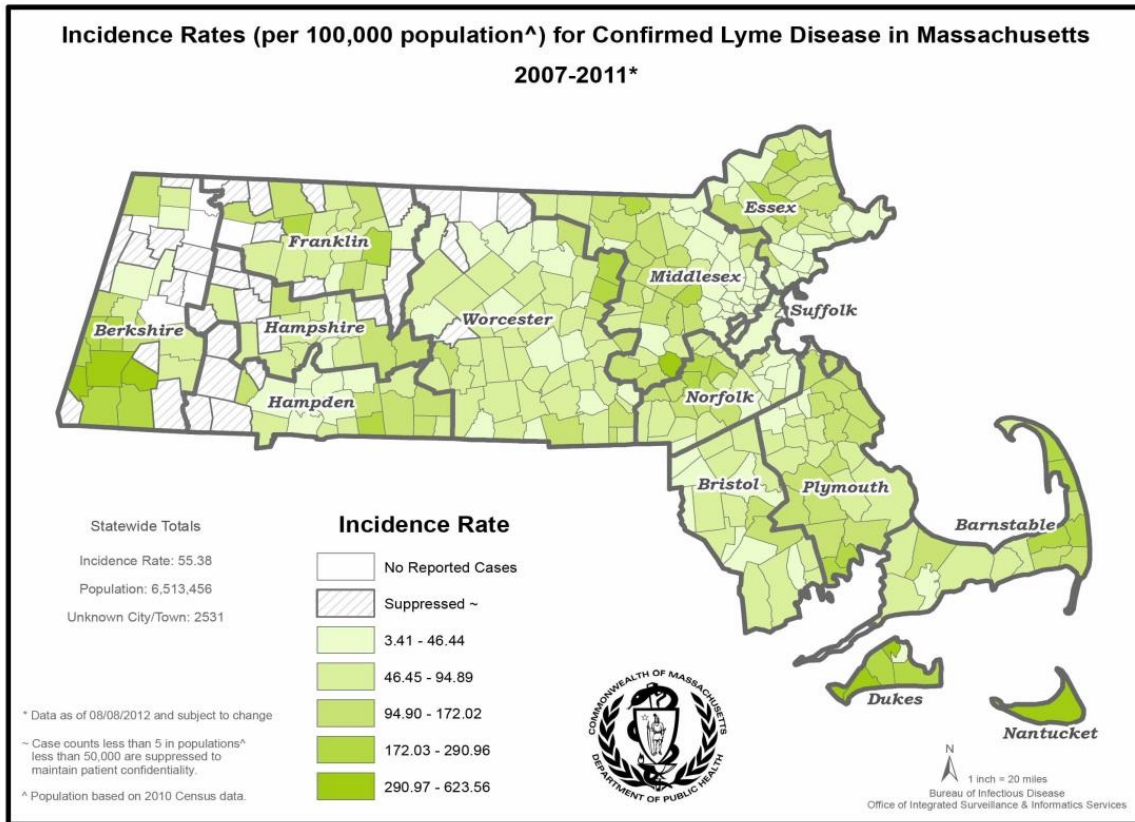 Incidence Rates (per 100,000 population^) for Confirmed Lyme Disease in Massachusetts
2007-2011*
Essex
Franklin
Middlesex
Suffolk
Berkshire
Hampshire
Worcester
Hampden
Norfolk
Bristol
Plymouth
Barnstable
Dukes
Nantucket
Statewide Totals
Incidence Rate: 55.38
Population: 6,513,456
Unknown City/Town: 2531
Incidence Rate
No Reported Cases
Suppressed ~
3.41 - 46.44
46.45 - 94.89
94.90 - 172.02
172.03 - 290.96
290.97 - 623.56
* Data as of 08/08/2012 and subject to change
~ Case counts less than 5 in populations^
less than 50,000 are suppressed to
maintain patient confidentiality.
^ Population based on 2010 Census data.
COMMONWEALTH OF MASSACHUSETTS
DEPARTMENT OF PUBLIC HEALTH
N
1 inch = 20 miles
Bureau of Infectious Disease
Office of Integrated Surveillance & Informatics Services